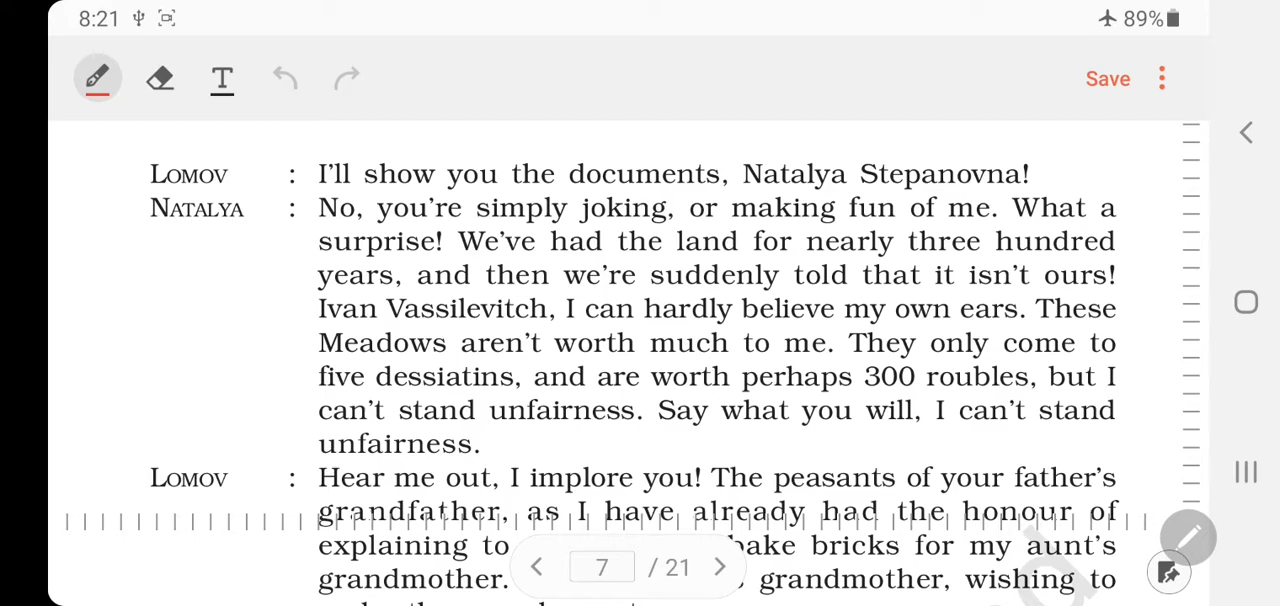 8:21 89%
T Save
LOMOV : I'll show you the documents, Natalya Stepanovna!
NATALYA : No, you're simply joking, or making fun of me. What a
surprise! We've had the land for nearly three hundred
years, and then we're suddenly told that it isn't ours!
Ivan Vassilevitch, I can hardly believe my own ears. These
Meadows aren't worth much to me. They only come to
five dessiatins, and are worth perhaps 300 roubles, but I
can't stand unfairness. Say what you will, I can't stand
unfairness.
LOMOV : Hear me out, I implore you! The peasants of your father's
grandfather, as I have already had the honour of
explaining to bake bricks for my aunt's
grandmother. grandmother, wishing to
7 / 21